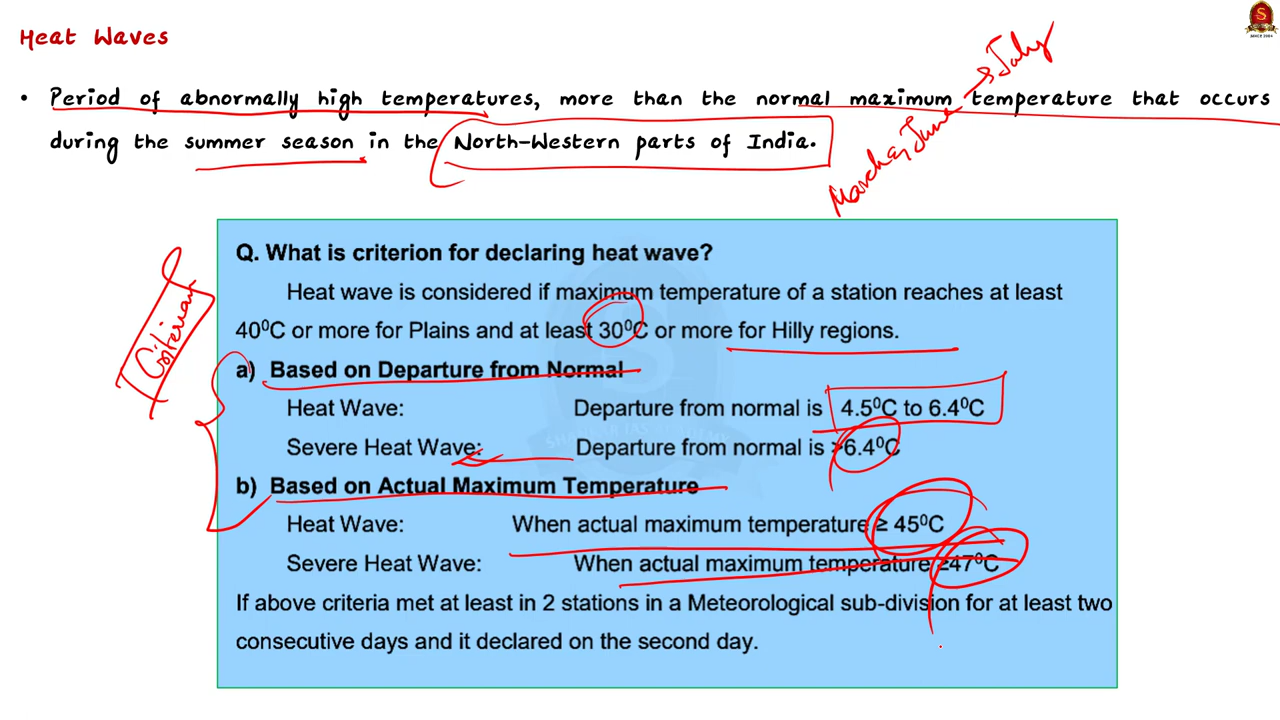 Heat Waves
• Period of abnormally high temperatures, more than the normal maximum temperature that occurs
during the summer season in the North-Western parts of India.
March-June
July
Q. What is criterion for declaring heat wave?
Heat wave is considered if maximum temperature of a station reaches at least
40⁰C or more for Plains and at least 30⁰C or more for Hilly regions.
a) Based on Departure from Normal
Heat Wave: Departure from normal is 4.5⁰C to 6.4⁰C
Severe Heat Wave: Departure from normal is >6.4⁰C
b) Based on Actual Maximum Temperature
Heat Wave: When actual maximum temperature ≥ 45⁰C
Severe Heat Wave: When actual maximum temperature ≥47⁰C
If above criteria met at least in 2 stations in a Meteorological sub-division for at least two
consecutive days and it declared on the second day.